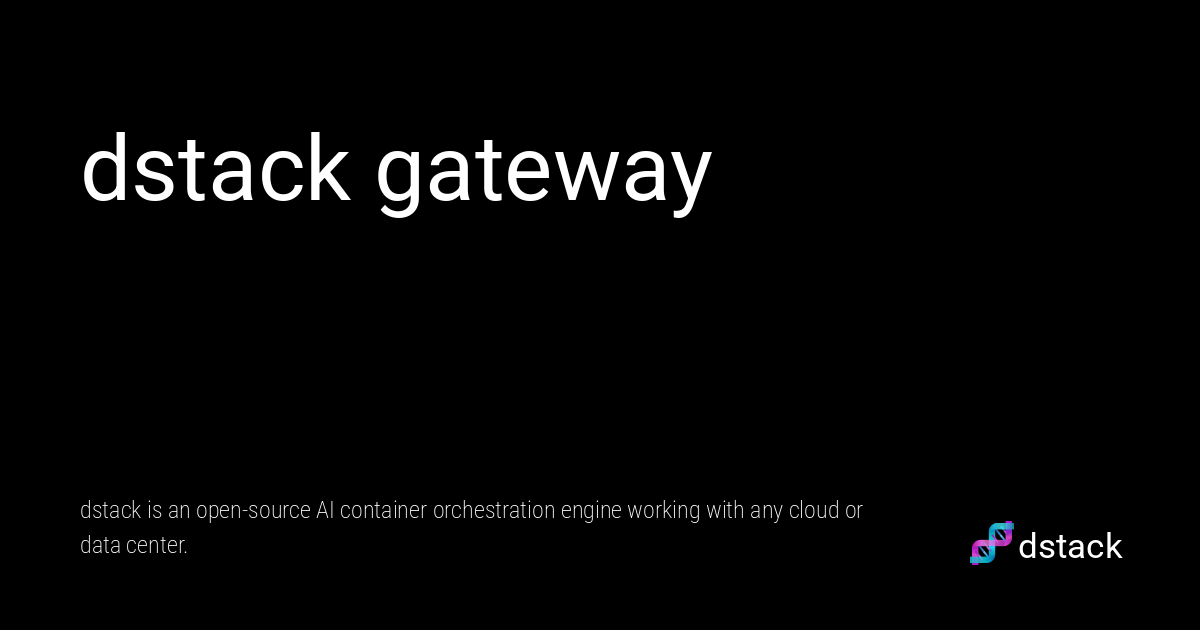 dstack gateway
dstack is an open-source AI container orchestration engine working with any cloud or
data center.
dstack